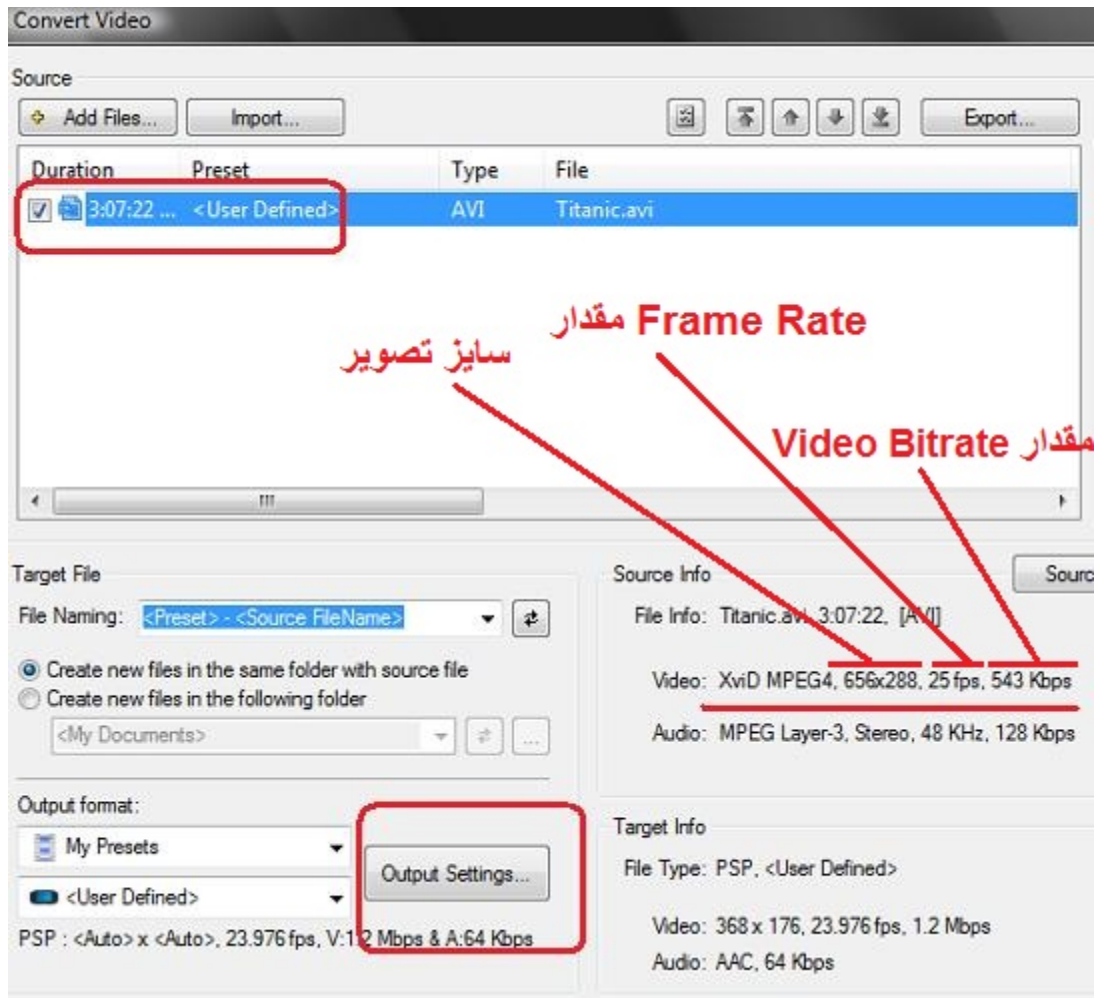 Convert Video
Source
Add Files...
Import...
Export...
Duration Preset Type File
3:07:22 ... <User Defined> AVI Titanic.avi
مقدار Frame Rate
سایز تصویر
مقدار Video Bitrate
Target File
File Naming: <Preset> - <Source FileName>
Create new files in the same folder with source file
Create new files in the following folder
<My Documents>
...
Output format:
My Presets
<User Defined>
Output Settings...
PSP : <Auto> x <Auto>, 23.976 fps, V:1.2 Mbps & A:64 Kbps
Source Info
Sourc
File Info: Titanic.avi, 3:07:22, [AVI]
Video: XviD MPEG4, 656x288, 25 fps, 543 Kbps
Audio: MPEG Layer-3, Stereo, 48 KHz, 128 Kbps
Target Info
File Type: PSP, <User Defined>
Video: 368 x 176, 23.976 fps, 1.2 Mbps
Audio: AAC, 64 Kbps